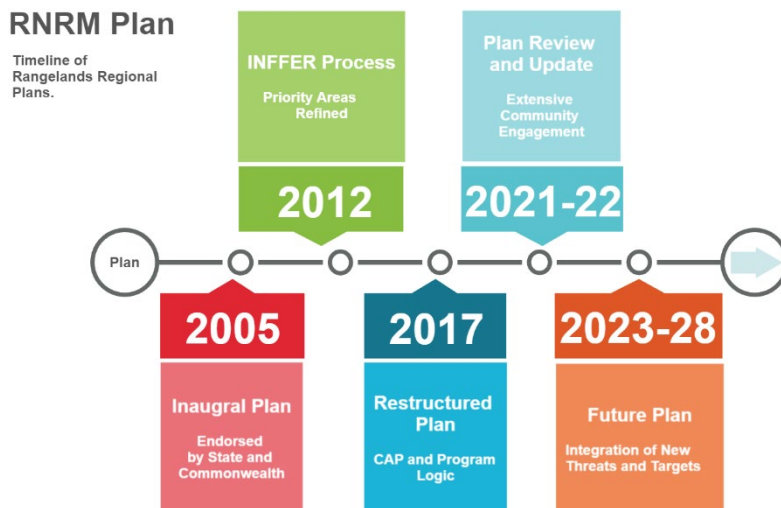 RNRM Plan
Timeline of
Rangelands Regional
Plans.
INFFER Process
Priority Areas
Refined
2012
Plan Review
and Update
Extensive
Community
Engagement
2021-22
Plan
2005
Inaugral Plan
Endorsed
by State and
Commonwealth
2017
Restructured
Plan
CAP and Program
Logic
2023-28
Future Plan
Integration of New
Threats and Targets